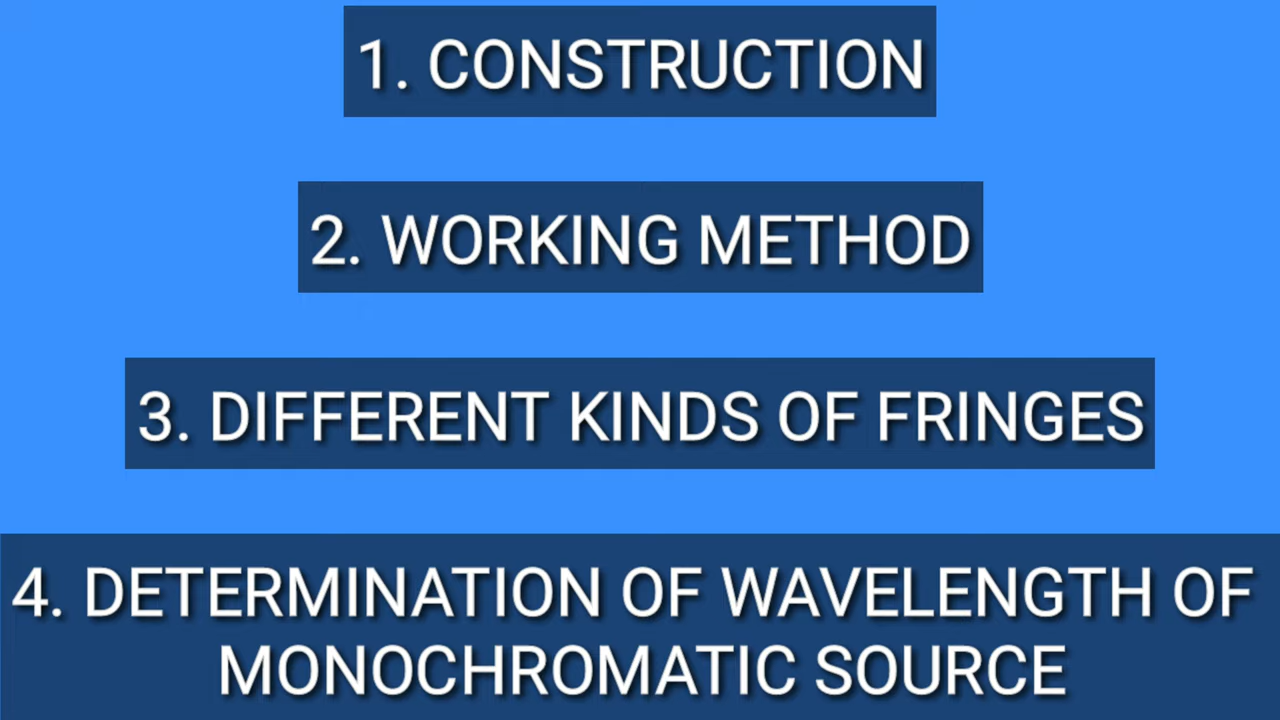 1. CONSTRUCTION
2. WORKING METHOD
3. DIFFERENT KINDS OF FRINGES
4. DETERMINATION OF WAVELENGTH OF
MONOCHROMATIC SOURCE